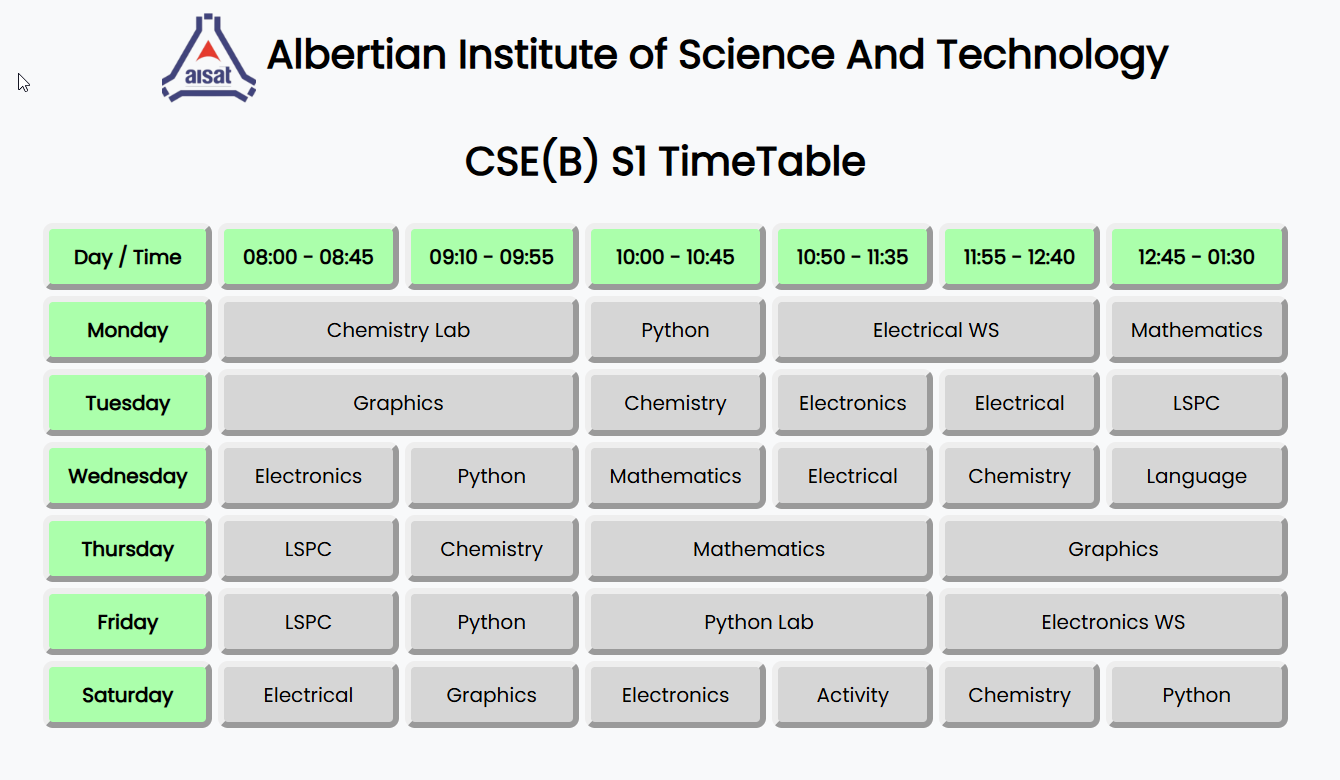 aısat
Albertian Institute of Science And Technology
CSE(B) S1 TimeTable
Day / Time 08:00 - 08:45 09:10 - 09:55 10:00 - 10:45 10:50 - 11:35 11:55 - 12:40 12:45 - 01:30
Monday Chemistry Lab Python Electrical WS Mathematics
Tuesday Graphics Chemistry Electronics Electrical LSPC
Wednesday Electronics Python Mathematics Electrical Chemistry Language
Thursday LSPC Chemistry Mathematics Graphics
Friday LSPC Python Python Lab Electronics WS
Saturday Electrical Graphics Electronics Activity Chemistry Python